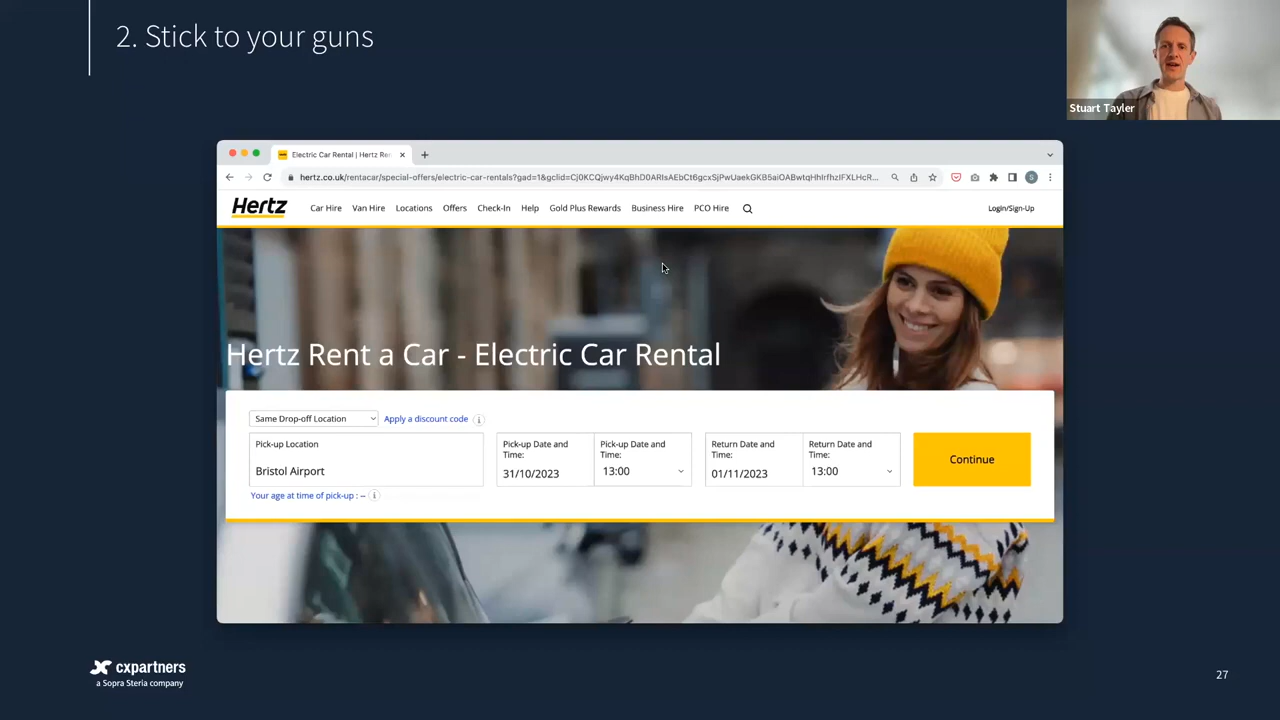 2. Stick to your guns
Stuart Tayler
Electric Car Rental | Hertz Ren
hertz.co.uk/rentacar/special-offers/electric-car-rentals?gad=1&gclid=Cj0KCQjwy4KqBhD0ARIsAEbCt6gcxSjPwUaekGKB5aiOABwtqHhIrfhzIFXLHcR...
S
Hertz
Car Hire Van Hire Locations Offers Check-In Help Gold Plus Rewards Business Hire PCO Hire
Login/Sign-Up
Hertz Rent a Car - Electric Car Rental
Same Drop-off Location Apply a discount code i
Pick-up Location
Bristol Airport
Pick-up Date and
Time:
31/10/2023
Pick-up Date and
Time:
13:00
Return Date and
Time:
01/11/2023
Return Date and
Time:
13:00
Continue
Your age at time of pick-up : -- i
cxpartners
a Sopra Steria company
27